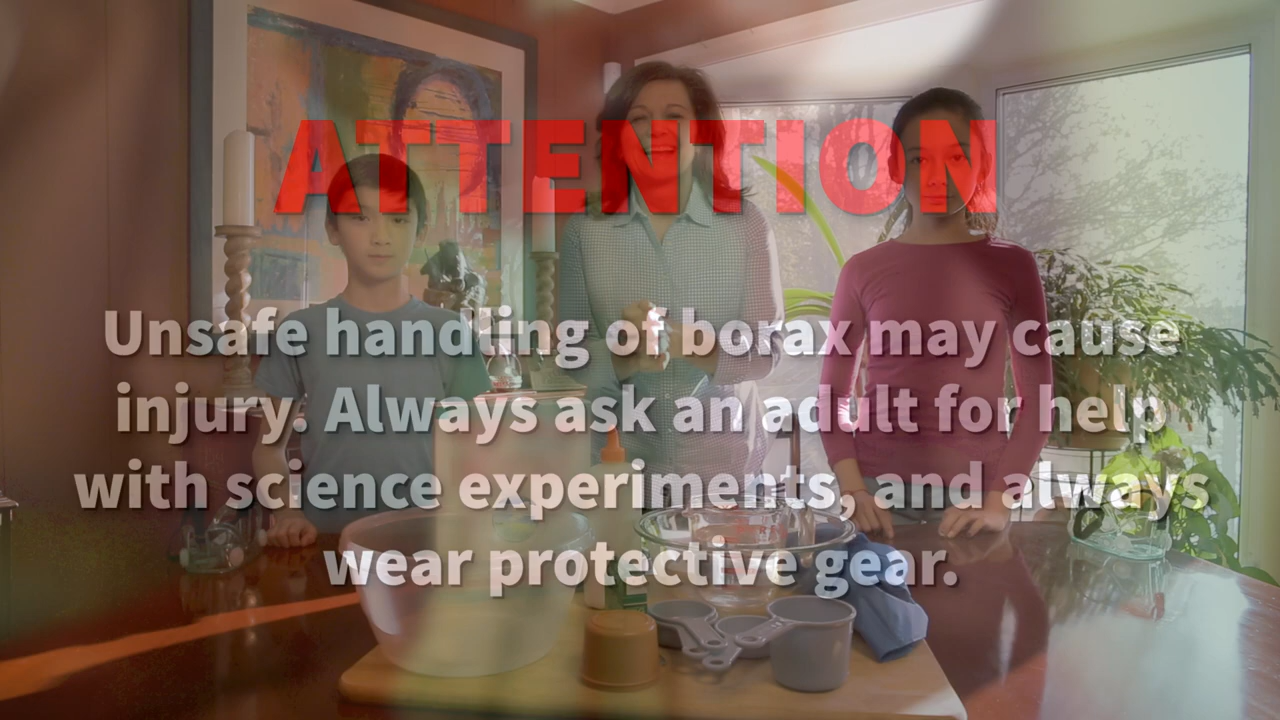 ATTENTION
Unsafe handling of borax may cause
injury. Always ask an adult for help
with science experiments, and always
wear protective gear.